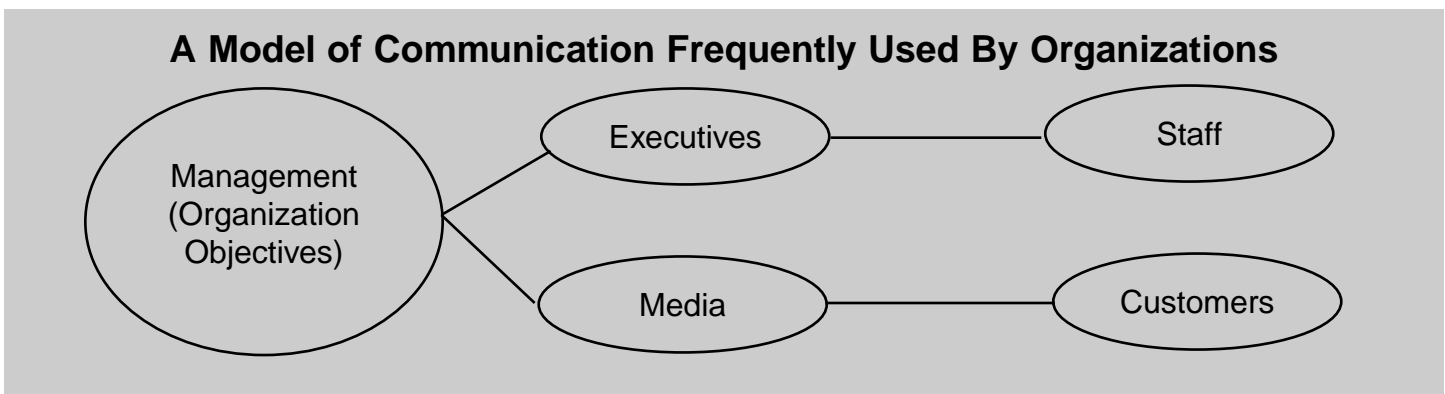 A Model of Communication Frequently Used By Organizations
Management
(Organization
Objectives)
Executives
Staff
Media
Customers